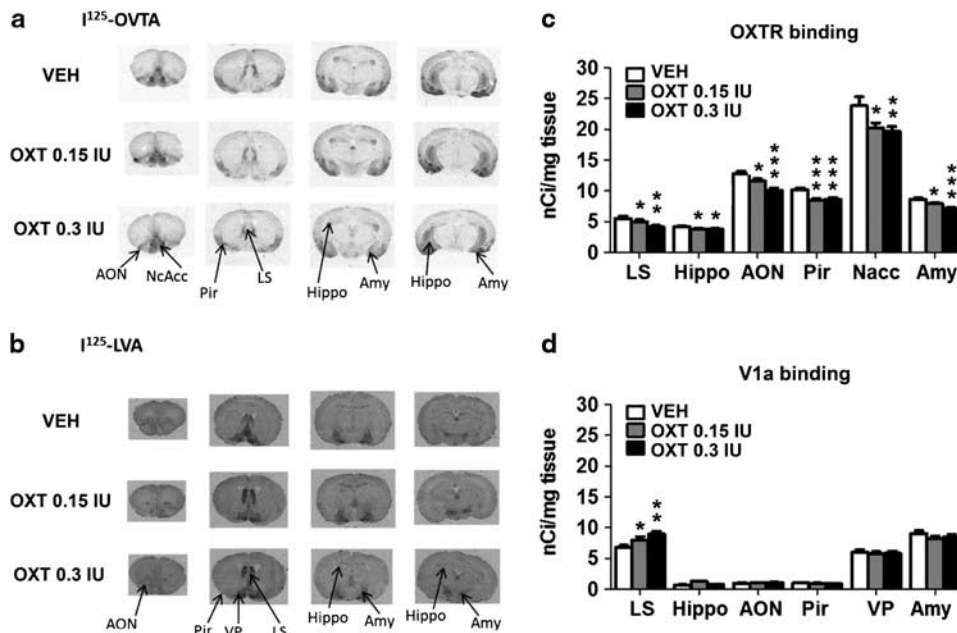 a I¹²⁵-OVTA
VEH
OXT 0.15 IU
OXT 0.3 IU
AON NcAcc
Pir LS
Hippo Amy
Hippo Amy
b I¹²⁵-LVA
VEH
OXT 0.15 IU
OXT 0.3 IU
AON
Pir VP LS
Hippo Amy
Hippo Amy
c OXTR binding
nCi/mg tissue
30
25
20
15
10
5
0
VEH
OXT 0.15 IU
OXT 0.3 IU
* ** * * * *** *** *** * ** * ***
LS Hippo AON Pir Nacc Amy
d V1a binding
nCi/mg tissue
30
25
20
15
10
5
0
VEH
OXT 0.15 IU
OXT 0.3 IU
* **
LS Hippo AON Pir VP Amy